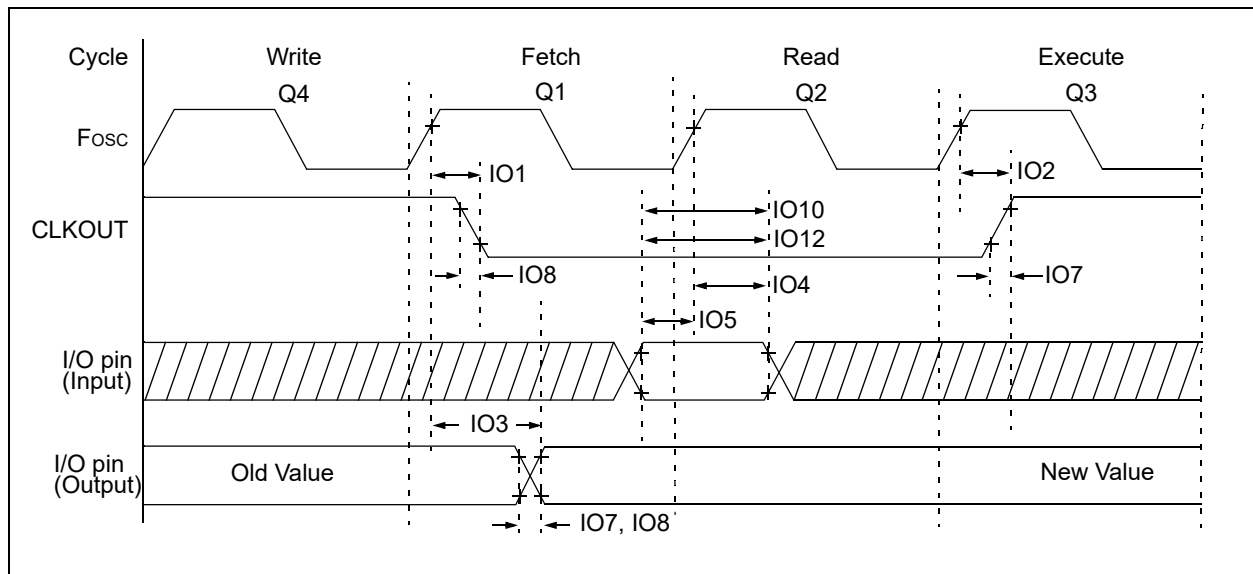 Cycle Write Fetch Read Execute
Q4 Q1 Q2 Q3
Fosc
IO1 IO2
CLKOUT IO10
IO12
IO8 IO4 IO7
IO5
I/O pin
(Input)
IO3
I/O pin
(Output) Old Value New Value
IO7, IO8